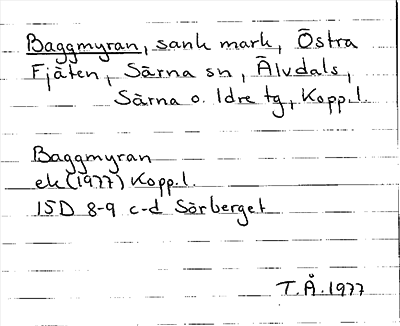 Baggmyran, sank mark, Östra
Fjäten, Särna sn, Älvdals,
Särna o. Idre tg, Kopp.l.
Baggmyran
ek (1977) Kopp.l.
15D 8-9 c-d Sörberget
T.Å. 1977